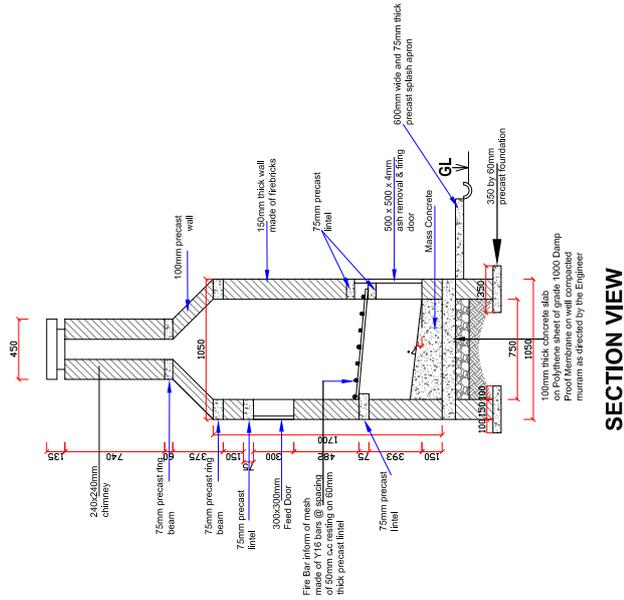 450
135
740
60
375
150
75
300
482
75
393
150
1700
1050
240x240mm
chimney
75mm precast ring
beam
75mm precast ring
beam
75mm precast
lintel
300x300mm
Feed Door
Fire Bar inform of mesh
made of Y16 bars @ spacing
of 50mm c.c resting on 60mm
thick precast lintel
75mm precast
lintel
100mm precast
wall
150mm thick wall
made of firebricks
75mm precast
lintel
500 x 500 x 4mm
ash removal & firing
door
Mass Concrete
600mm wide and 75mm thick
precast splash apron
GL
350 by 60mm
precast foundation
350
100
150
100
750
1050
100mm thick concrete slab
on Polythene sheet of grade 1000 Damp
Proof Membrane on well compacted
murram as directed by the Engineer
SECTION VIEW